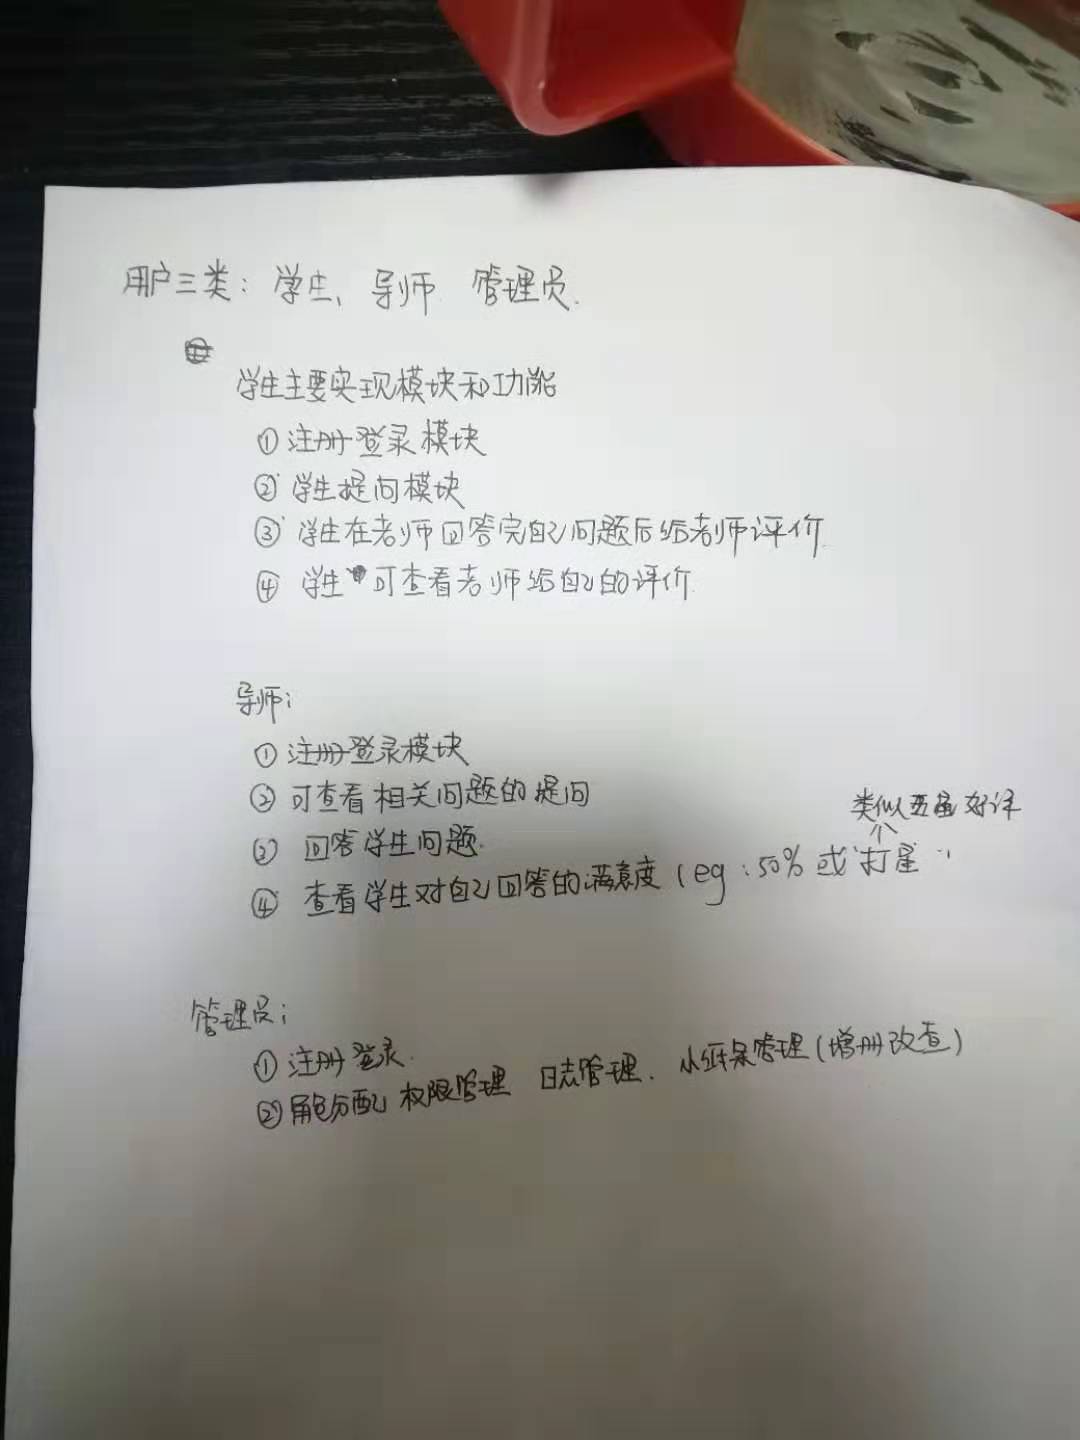 用户三类：学生、导师 管理员.
学生主要实现模块和功能
① 注册登录模块
② 学生提问模块
③ 学生在老师回答完自己问题后给老师评价.
④ 学生可查看老师给自己的评价.
导师：
① 注册登录模块
② 可查看相关问题的提问
③ 回答学生问题.
类似五星好评
④ 查看学生对自己回答的满意度（eg：50% 或"打星"
管理员：
① 注册登录.
② 角色分配 权限管理 日志管理. 小纸条管理（增册改查）